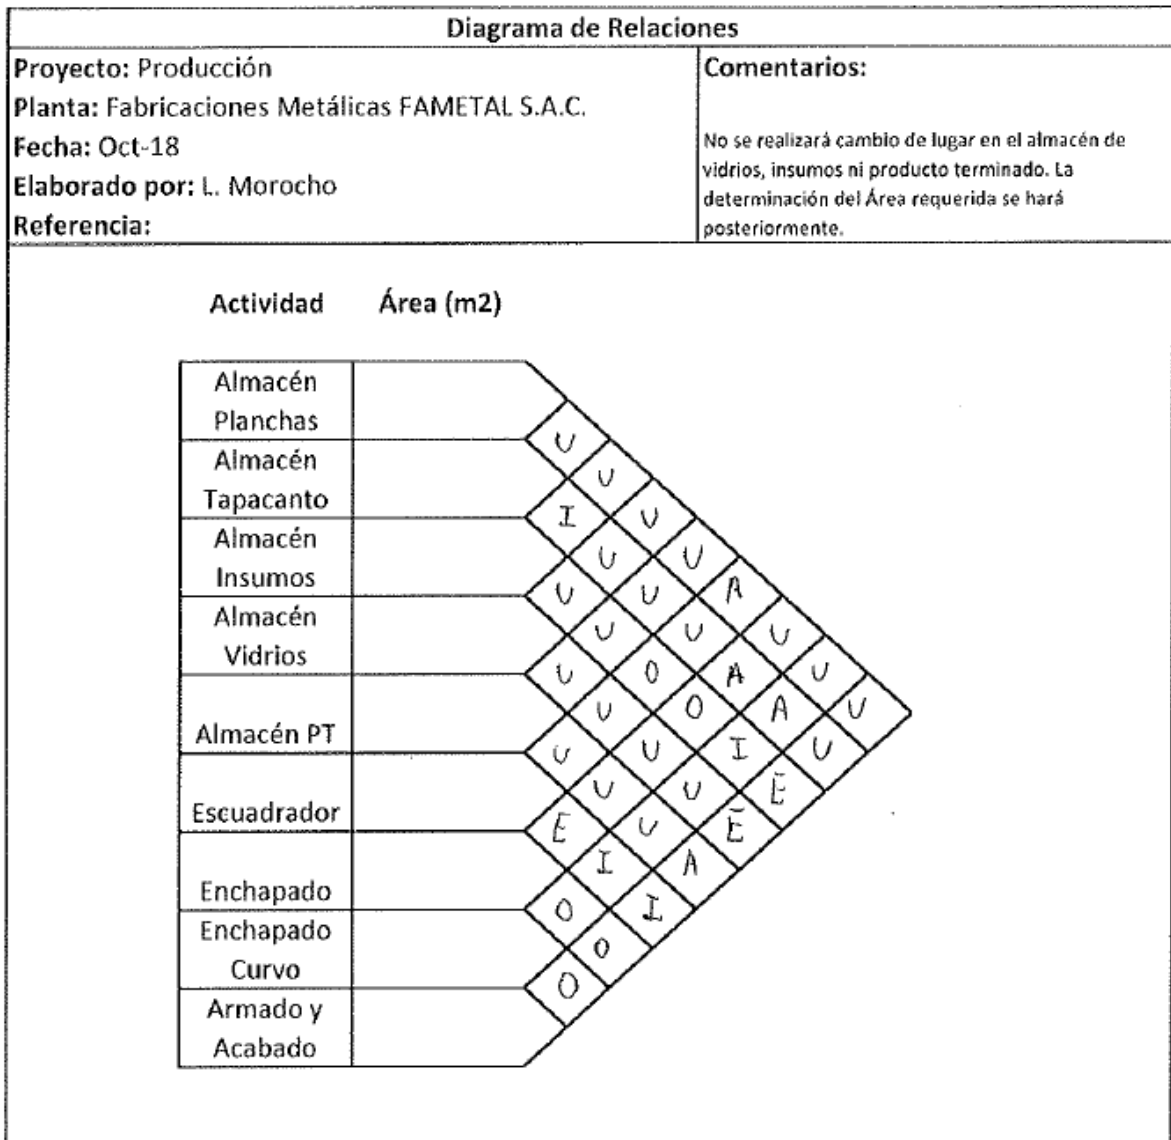 Diagrama de Relaciones
Proyecto: Producción
Planta: Fabricaciones Metálicas FAMETAL S.A.C.
Fecha: Oct-18
Elaborado por: L. Morocho
Referencia:
Comentarios:
No se realizará cambio de lugar en el almacén de
vidrios, insumos ni producto terminado. La
determinación del Área requerida se hará
posteriormente.
Actividad Área (m2)
Almacén
Planchas
Almacén
Tapacanto
Almacén
Insumos
Almacén
Vidrios
Almacén PT
Escuadrador
Enchapado
Enchapado
Curvo
Armado y
Acabado
U
U
I U
U U
U U A
U U U
U O A U
U O A U
U U I U
U U E
E U E
I A
O I
O
O